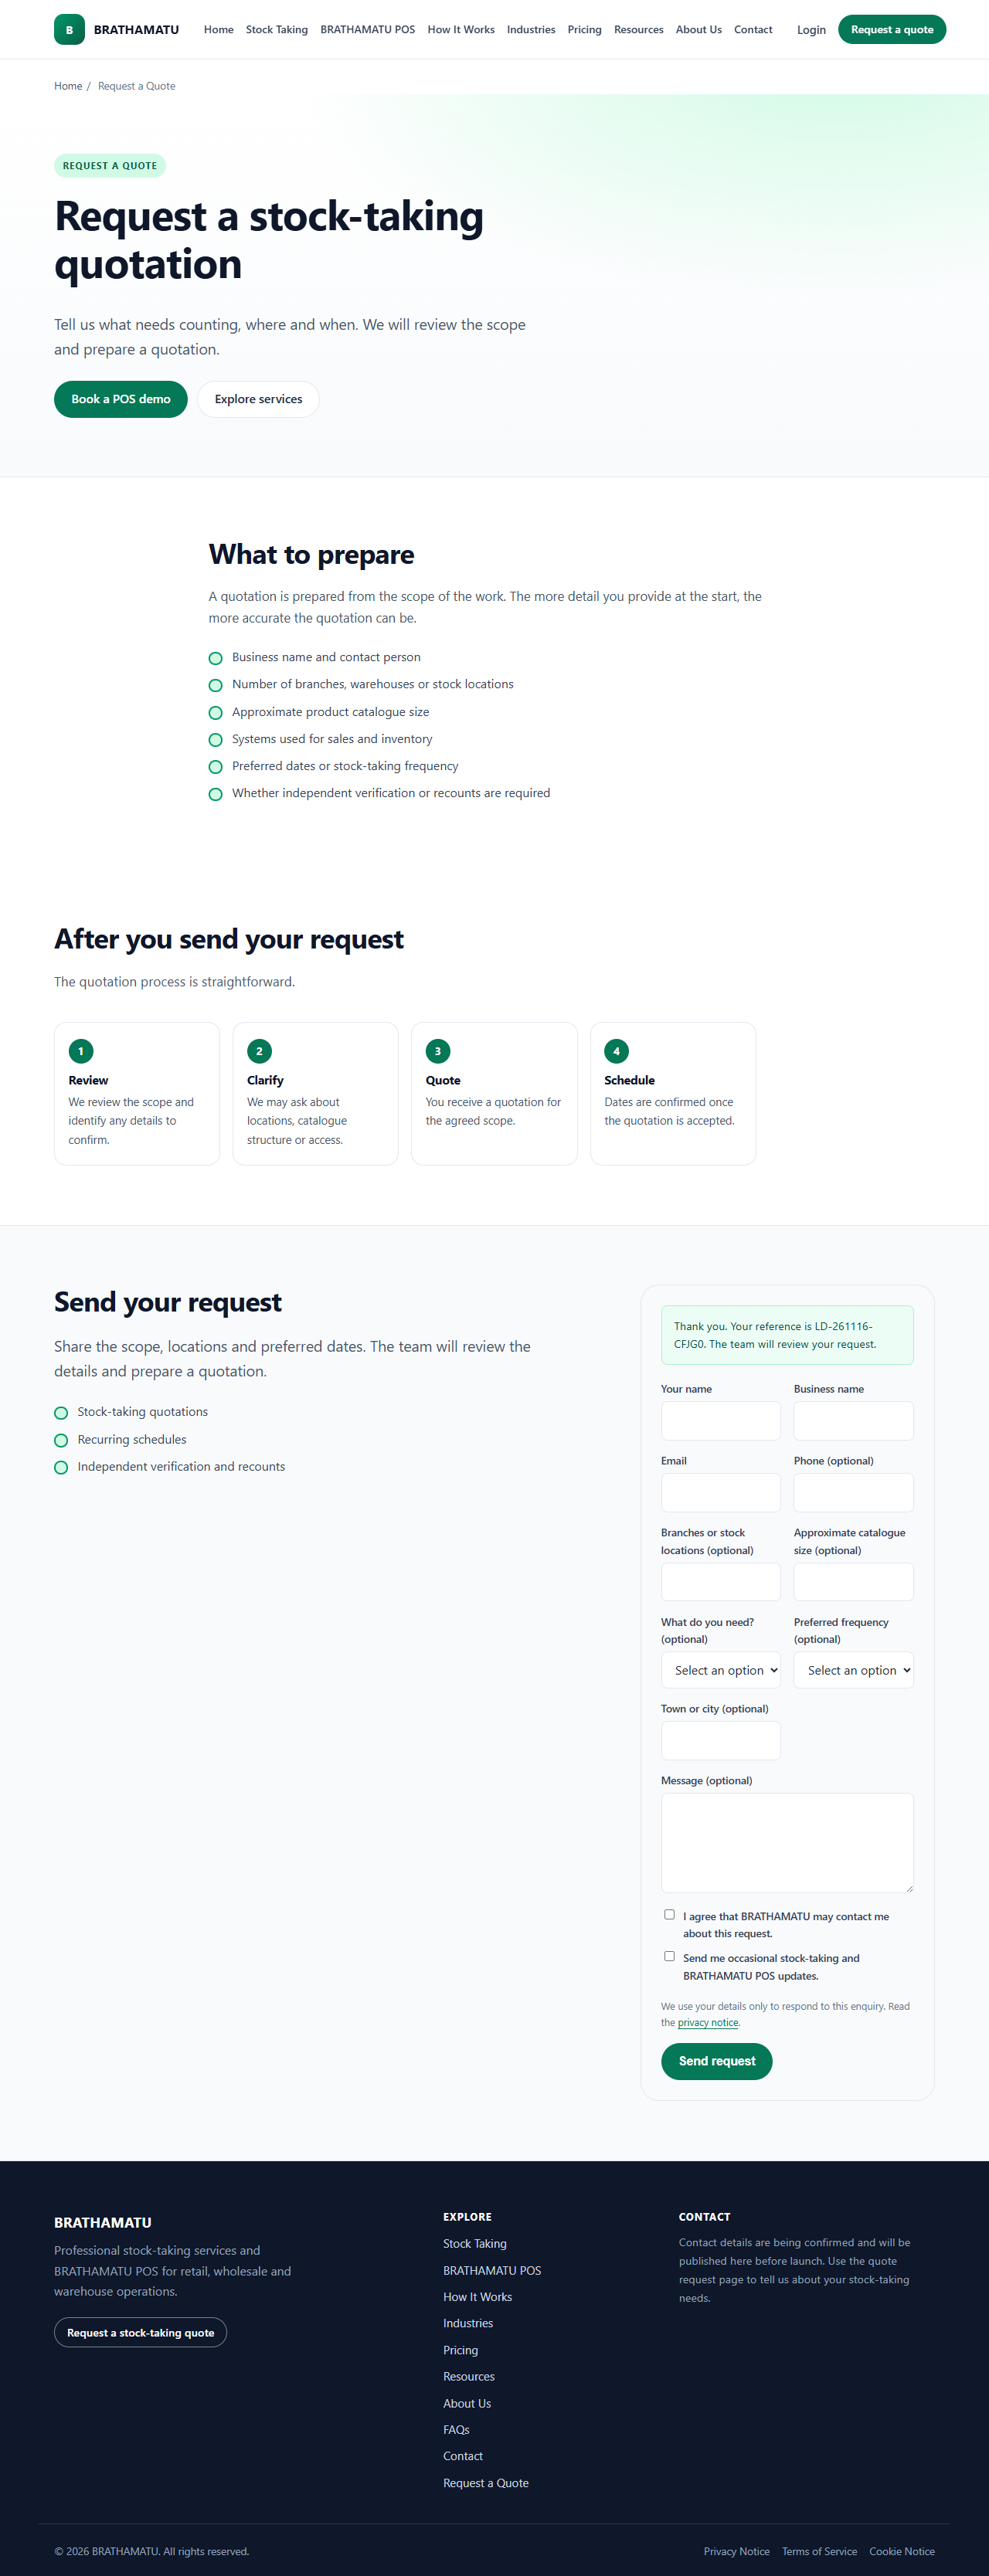 B BRATHAMATU Home Stock Taking BRATHAMATU POS How It Works Industries Pricing Resources About Us Contact Login Request a quote
Home / Request a Quote
REQUEST A QUOTE
Request a stock-taking
quotation
Tell us what needs counting, where and when. We will review the scope
and prepare a quotation.
Book a POS demo Explore services
What to prepare
A quotation is prepared from the scope of the work. The more detail you provide at the start, the
more accurate the quotation can be.
Business name and contact person
Number of branches, warehouses or stock locations
Approximate product catalogue size
Systems used for sales and inventory
Preferred dates or stock-taking frequency
Whether independent verification or recounts are required
After you send your request
The quotation process is straightforward.
1
Review
We review the scope and
identify any details to
confirm.
2
Clarify
We may ask about
locations, catalogue
structure or access.
3
Quote
You receive a quotation for
the agreed scope.
4
Schedule
Dates are confirmed once
the quotation is accepted.
Send your request
Share the scope, locations and preferred dates. The team will review the
details and prepare a quotation.
Stock-taking quotations
Recurring schedules
Independent verification and recounts
Thank you. Your reference is LD-261116-
CFJG0. The team will review your request.
Your name
Business name
Email
Phone (optional)
Branches or stock
locations (optional)
Approximate catalogue
size (optional)
What do you need?
(optional)
Select an option
Preferred frequency
(optional)
Select an option
Town or city (optional)
Message (optional)
I agree that BRATHAMATU may contact me
about this request.
Send me occasional stock-taking and
BRATHAMATU POS updates.
We use your details only to respond to this enquiry. Read
the privacy notice.
Send request
BRATHAMATU
Professional stock-taking services and
BRATHAMATU POS for retail, wholesale and
warehouse operations.
Request a stock-taking quote
EXPLORE
Stock Taking
BRATHAMATU POS
How It Works
Industries
Pricing
Resources
About Us
FAQs
Contact
Request a Quote
CONTACT
Contact details are being confirmed and will be
published here before launch. Use the quote
request page to tell us about your stock-taking
needs.
© 2026 BRATHAMATU. All rights reserved.
Privacy Notice Terms of Service Cookie Notice